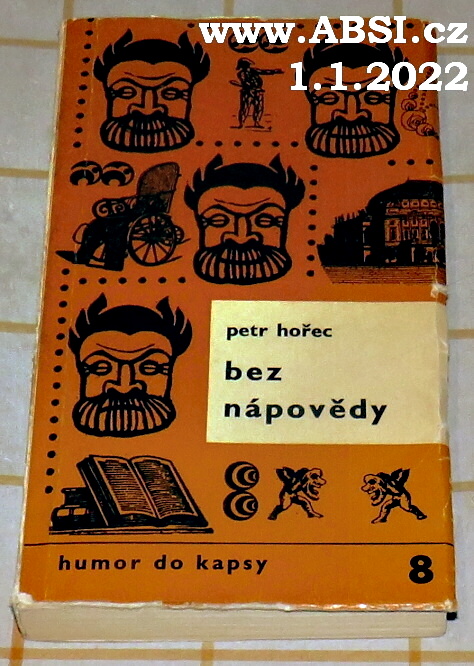 www.ABSI.cz
1.1.2022
petr hořec
bez
nápovědy
humor do kapsy
8